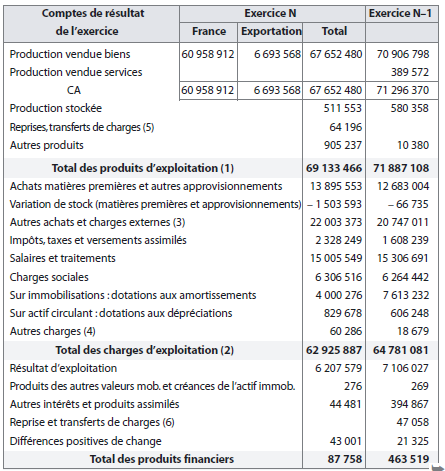 Comptes de résultat Exercice N Exercice N–1
de l'exercice France Exportation Total
Production vendue biens 60 958 912 6 693 568 67 652 480 70 906 798
Production vendue services 389 572
CA 60 958 912 6 693 568 67 652 480 71 296 370
Production stockée 511 553 580 358
Reprises, transferts de charges (5) 64 196
Autres produits 905 237 10 380
Total des produits d'exploitation (1) 69 133 466 71 887 108
Achats matières premières et autres approvisionnements 13 895 553 12 683 004
Variation de stock (matières premières et approvisionnements) – 1 503 593 – 66 735
Autres achats et charges externes (3) 22 003 373 20 747 011
Impôts, taxes et versements assimilés 2 328 249 1 608 239
Salaires et traitements 15 005 549 15 306 691
Charges sociales 6 306 516 6 264 442
Sur immobilisations : dotations aux amortissements 4 000 276 7 613 232
Sur actif circulant : dotations aux dépréciations 829 678 606 248
Autres charges (4) 60 286 18 679
Total des charges d'exploitation (2) 62 925 887 64 781 081
Résultat d'exploitation 6 207 579 7 106 027
Produits des autres valeurs mob. et créances de l'actif immob. 276 269
Autres intérêts et produits assimilés 44 481 394 867
Reprise et transferts de charges (6) 47 058
Différences positives de change 43 001 21 325
Total des produits financiers 87 758 463 519